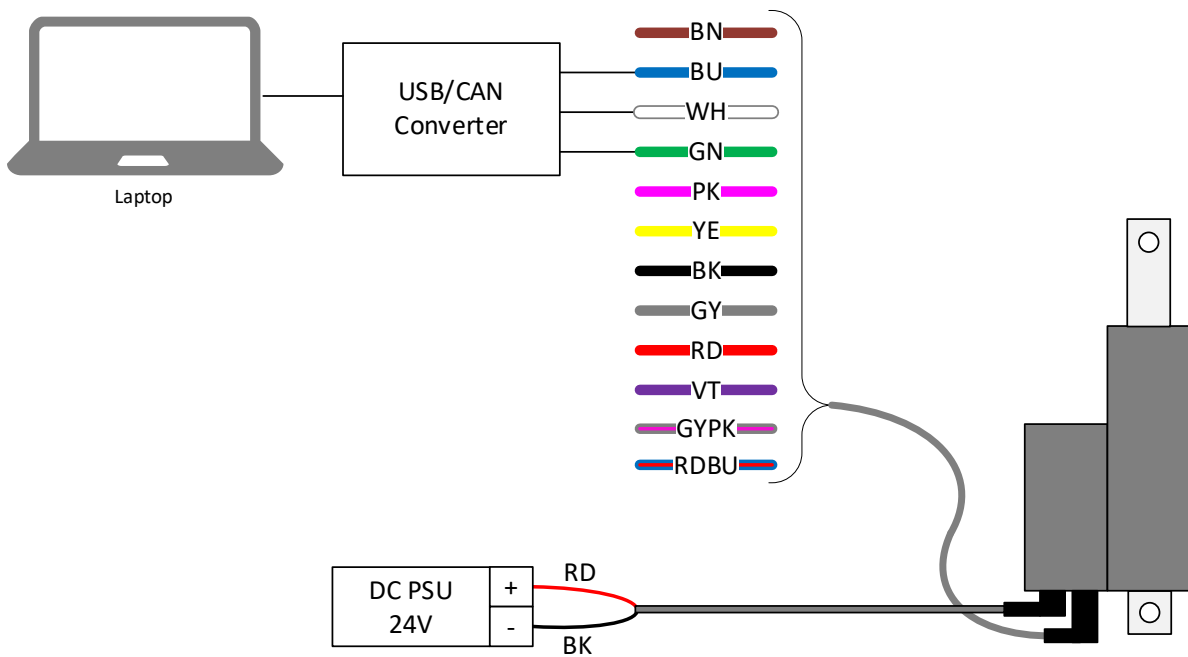 BN
BU
WH
GN
PK
YE
BK
GY
RD
VT
GYPK
RDBU
USB/CAN
Converter
Laptop
DC PSU
24V
+
-
RD
BK